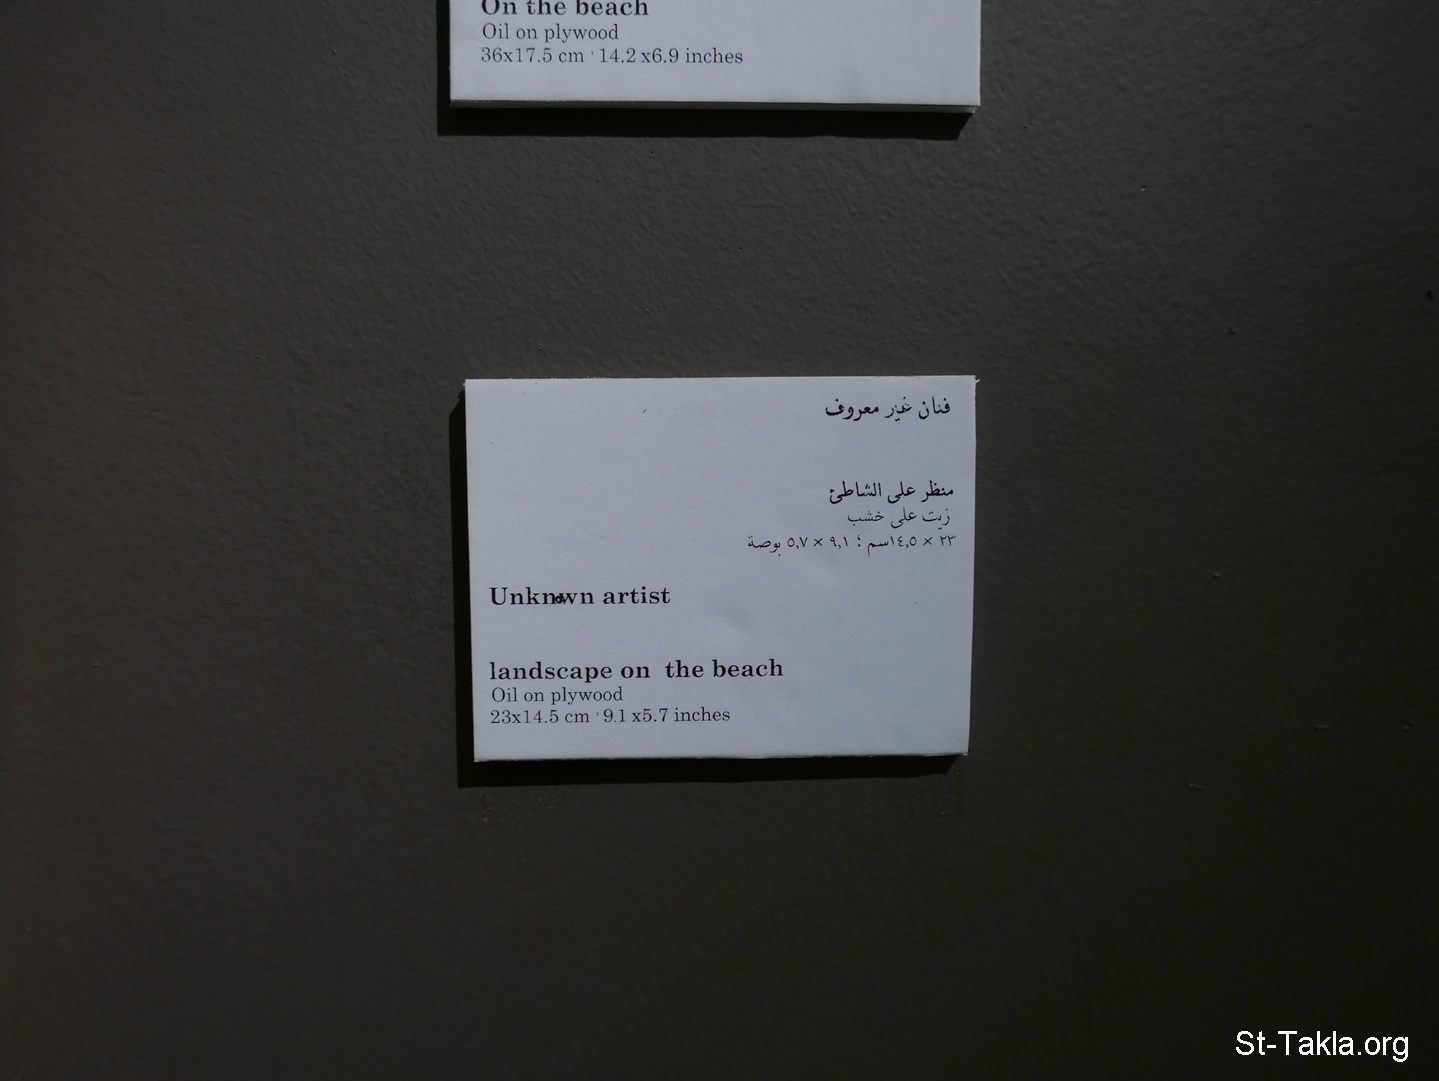 On the beach
Oil on plywood
36x17.5 cm ، 14.2 x6.9 inches
فنان غير معروف
منظر على الشاطئ
زيت على خشب
٢٣ × ١٤,٥سم ؛ ٩,١ × ٥,٧ بوصة
Unknown artist
landscape on the beach
Oil on plywood
23x14.5 cm ، 9.1 x5.7 inches
St-Takla.org